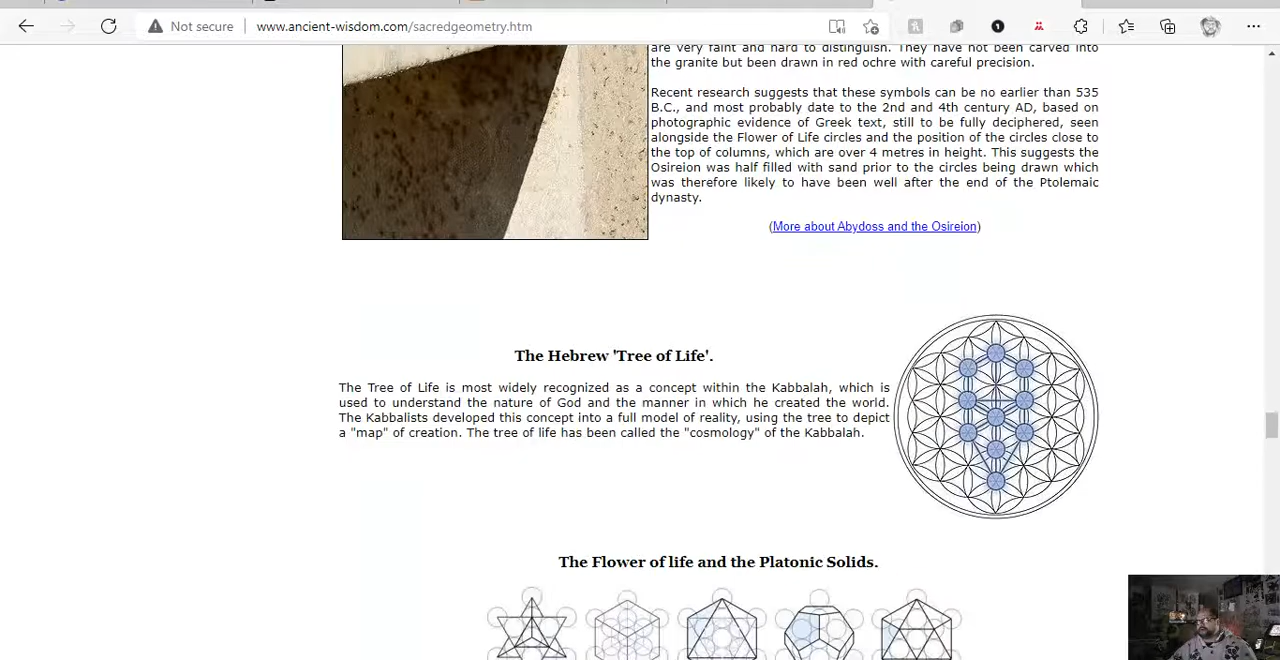 Not secure www.ancient-wisdom.com/sacredgeometry.htm
are very faint and hard to distinguish. They have not been carved into
the granite but been drawn in red ochre with careful precision.
Recent research suggests that these symbols can be no earlier than 535
B.C., and most probably date to the 2nd and 4th century AD, based on
photographic evidence of Greek text, still to be fully deciphered, seen
alongside the Flower of Life circles and the position of the circles close to
the top of columns, which are over 4 metres in height. This suggests the
Osireion was half filled with sand prior to the circles being drawn which
was therefore likely to have been well after the end of the Ptolemaic
dynasty.
(More about Abydoss and the Osireion)
The Hebrew 'Tree of Life'.
The Tree of Life is most widely recognized as a concept within the Kabbalah, which is
used to understand the nature of God and the manner in which he created the world.
The Kabbalists developed this concept into a full model of reality, using the tree to depict
a "map" of creation. The tree of life has been called the "cosmology" of the Kabbalah.
The Flower of life and the Platonic Solids.